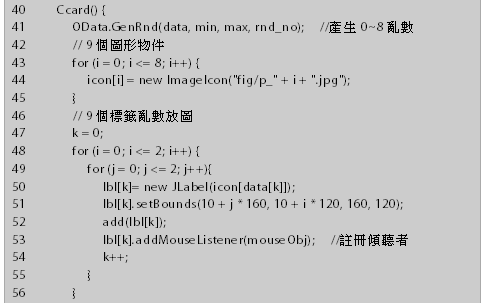 40 Ccard() {
41 OData.GenRnd(data, min, max, rnd_no); //產生 0~8 亂數
42 // 9 個圖形物件
43 for (i = 0; i <= 8; i++) {
44 icon[i] = new ImageIcon("fig/p_" + i + ".jpg");
45 }
46 // 9 個標籤亂數放圖
47 k = 0;
48 for (i = 0; i <= 2; i++) {
49 for (j = 0; j <= 2; j++){
50 lbl[k]= new JLabel(icon[data[k]]);
51 lbl[k].setBounds(10 + j * 160, 10 + i * 120, 160, 120);
52 add(lbl[k]);
53 lbl[k].addMouseListener(mouseObj); //註冊傾聽者
54 k++;
55 }
56 }